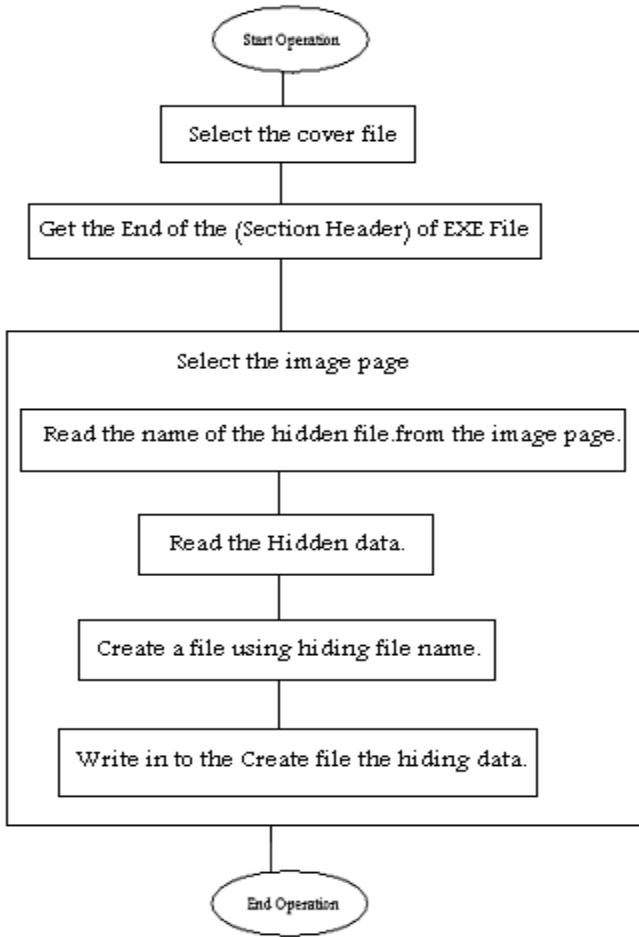 Start Operation
Select the cover file
Get the End of the (Section Header) of EXE File
Select the image page
Read the name of the hidden file.from the image page.
Read the Hidden data.
Create a file using hiding file name.
Write in to the Create file the hiding data.
End Operation